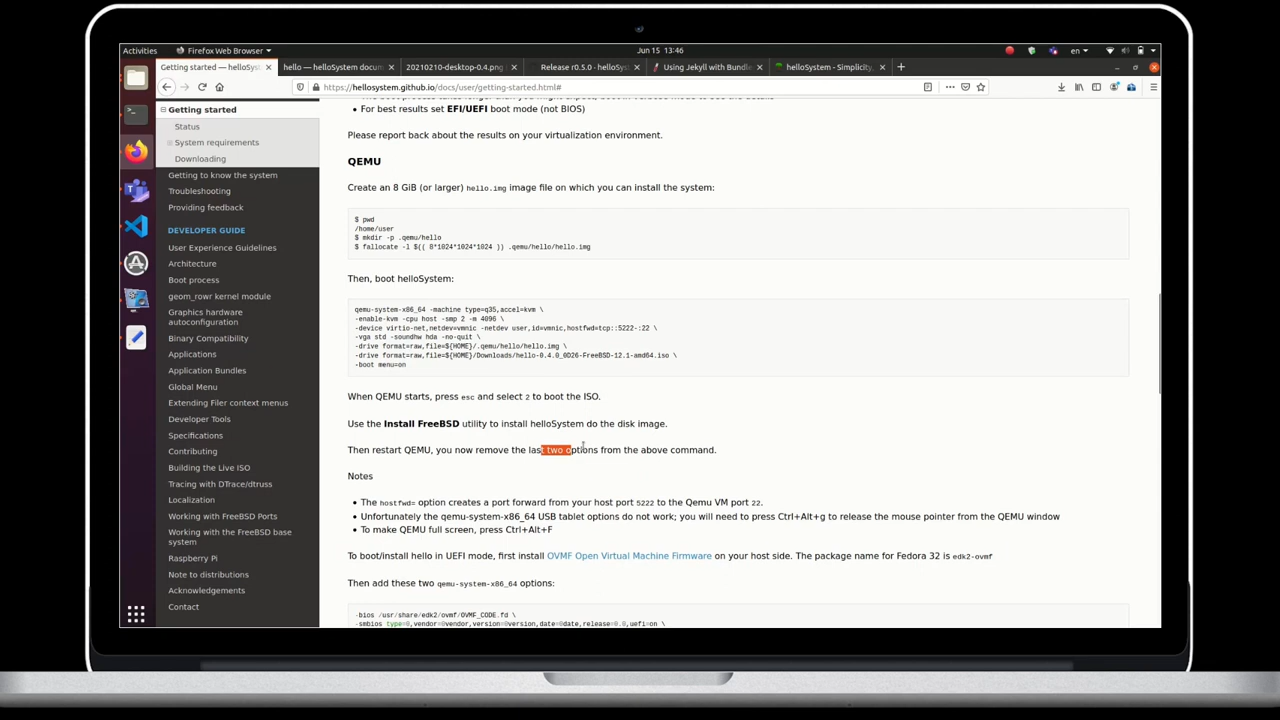 Activities
Firefox Web Browser
Jun 15 13:46
en
Getting started — helloSys
hello — helloSystem docum
20210210-desktop-0.4.png
Release r0.5.0 · helloSys
Using Jekyll with Bundle
helloSystem - Simplicity,
https://hellosystem.github.io/docs/user/getting-started.html#
Getting started
Status
System requirements
Downloading
Getting to know the system
Troubleshooting
Providing feedback
DEVELOPER GUIDE
User Experience Guidelines
Architecture
Boot process
geom_rowr kernel module
Graphics hardware
autoconfiguration
Binary Compatibility
Applications
Application Bundles
Global Menu
Extending Filer context menus
Developer Tools
Specifications
Contributing
Building the Live ISO
Tracing with DTrace/dtruss
Localization
Working with FreeBSD Ports
Working with the FreeBSD base
system
Raspberry Pi
Note to distributions
Acknowledgements
Contact
For best results set EFI/UEFI boot mode (not BIOS)
Please report back about the results on your virtualization environment.
QEMU
Create an 8 GiB (or larger) hello.img image file on which you can install the system:
$ pwd
/home/user
$ mkdir -p .qemu/hello
$ fallocate -l $(( 8*1024*1024*1024 )) .qemu/hello/hello.img
Then, boot helloSystem:
qemu-system-x86_64 -machine type=q35,accel=kvm \
-enable-kvm -cpu host -smp 2 -m 4096 \
-device virtio-net,netdev=vmnic -netdev user,id=vmnic,hostfwd=tcp::5222-:22 \
-vga std -soundhw hda -no-quit \
-drive format=raw,file=${HOME}/.qemu/hello/hello.img \
-drive format=raw,file=${HOME}/Downloads/hello-0.4.0_0D26-FreeBSD-12.1-amd64.iso \
-boot menu=on
When QEMU starts, press esc and select 2 to boot the ISO.
Use the Install FreeBSD utility to install helloSystem do the disk image.
Then restart QEMU, you now remove the last two options from the above command.
Notes
The hostfwd= option creates a port forward from your host port 5222 to the Qemu VM port 22.
Unfortunately the qemu-system-x86_64 USB tablet options do not work; you will need to press Ctrl+Alt+g to release the mouse pointer from the QEMU window
To make QEMU full screen, press Ctrl+Alt+F
To boot/install hello in UEFI mode, first install OVMF Open Virtual Machine Firmware on your host side. The package name for Fedora 32 is edk2-ovmf
Then add these two qemu-system-x86_64 options:
-bios /usr/share/edk2/ovmf/OVMF_CODE.fd \
-smbios type=0,vendor=0vendor,version=0version,date=0date,release=0.0,uefi=on \